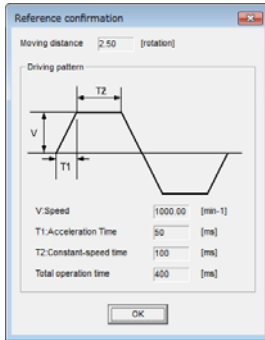 Reference confirmation
Moving distance 2.50 [rotation]
Driving pattern
T2
V
T1
V:Speed 1000.00 [min-1]
T1:Acceleration Time 50 [ms]
T2:Constant-speed time 100 [ms]
Total operation time 400 [ms]
OK